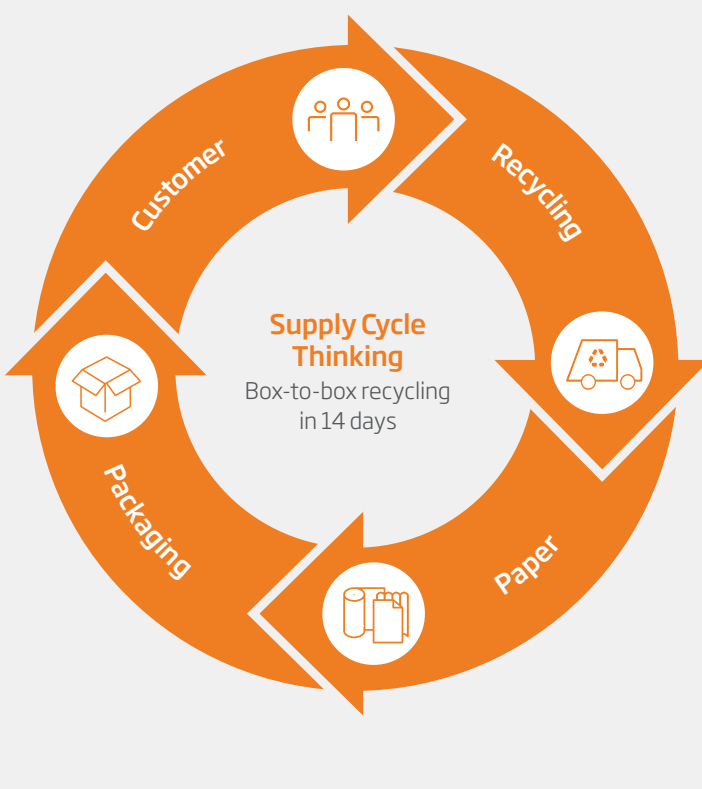 Customer
Recycling
Supply Cycle
Thinking
Box-to-box recycling
in 14 days
Packaging
Paper